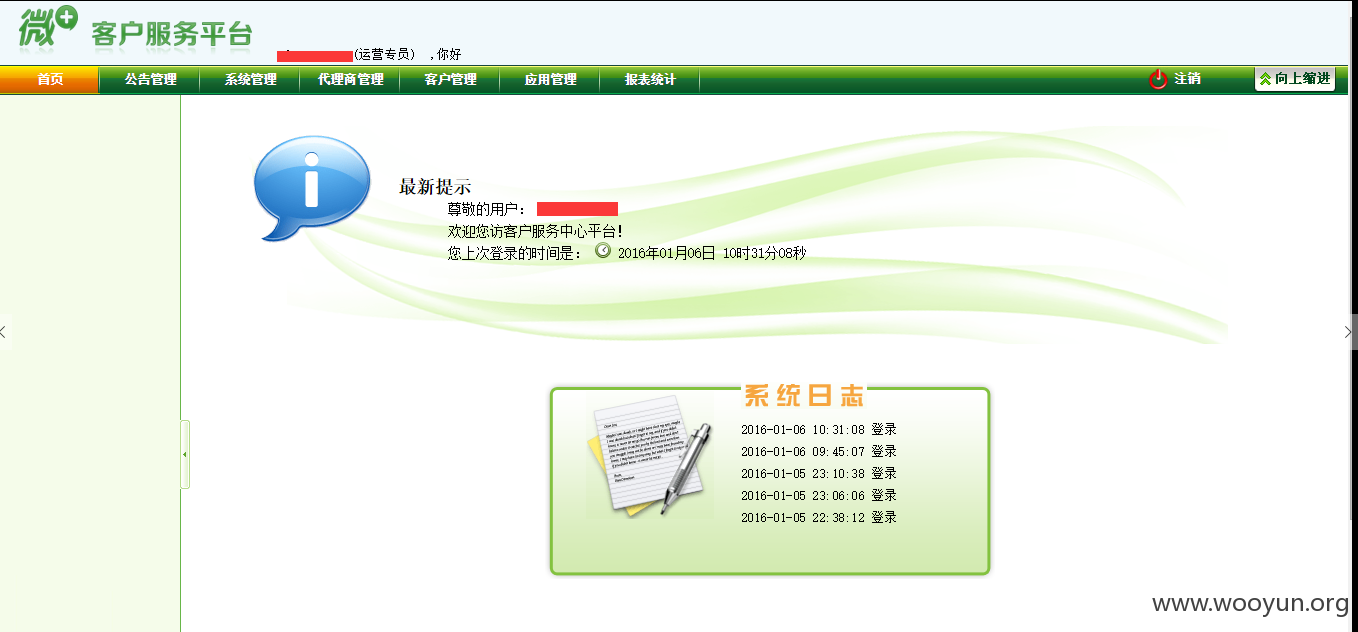 微 客户服务平台
(运营专员) ,你好
首页 公告管理 系统管理 代理商管理 客户管理 应用管理 报表统计 注销 向上缩进
最新提示
尊敬的用户：
欢迎您访客户服务中心平台!
您上次登录的时间是： 2016年01月06日 10时31分08秒
系统日志
2016-01-06 10:31:08 登录
2016-01-06 09:45:07 登录
2016-01-05 23:10:38 登录
2016-01-05 23:06:06 登录
2016-01-05 22:38:12 登录
www.wooyun.org